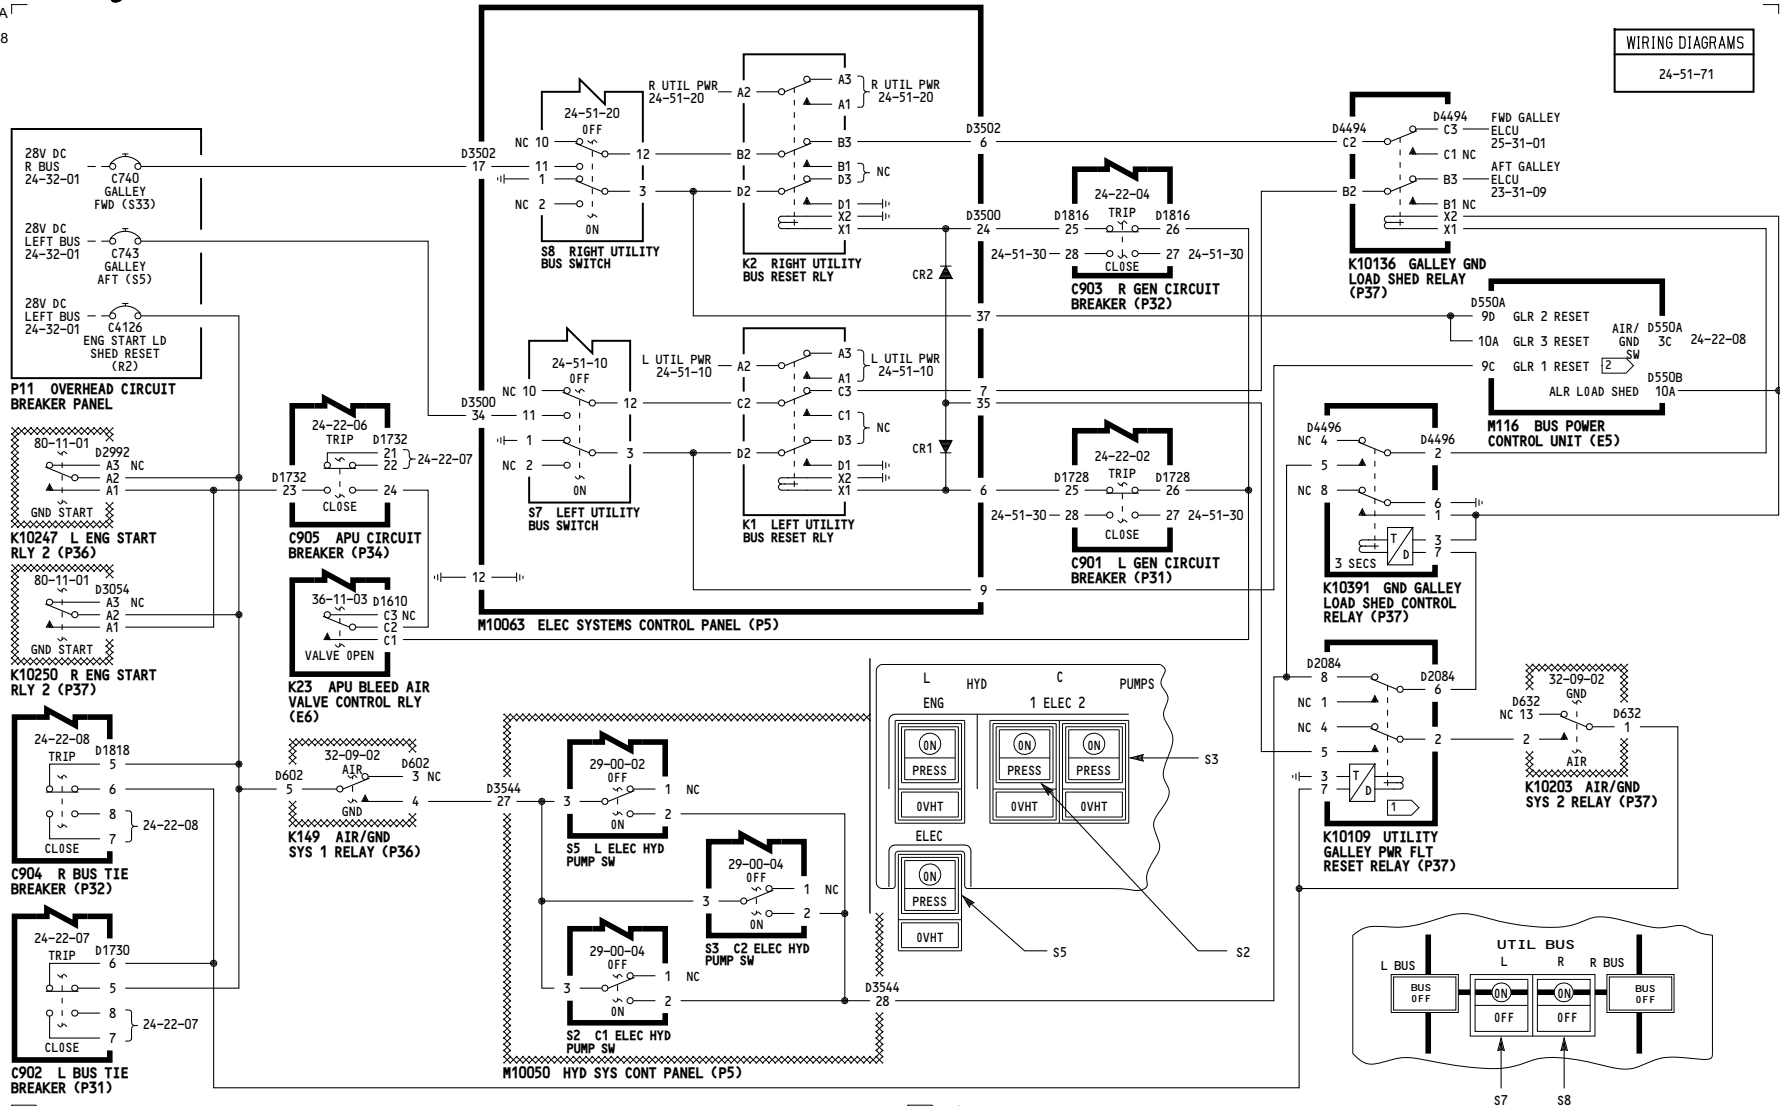 A
8
WIRING DIAGRAMS
24-51-71
28V DC
R BUS
24-32-01
C740
GALLEY
FWD (S33)
28V DC
LEFT BUS
24-32-01
C743
GALLEY
AFT (S5)
28V DC
LEFT BUS
24-32-01
C4126
ENG START LD
SHED RESET
(R2)
P11 OVERHEAD CIRCUIT
BREAKER PANEL
80-11-01
D2992
A3 NC
A2
A1
GND START
K10247 L ENG START
RLY 2 (P36)
80-11-01
D3054
A3 NC
A2
A1
GND START
K10250 R ENG START
RLY 2 (P37)
24-22-08
TRIP
D1818
5
6
8
7
24-22-08
CLOSE
C904 R BUS TIE
BREAKER (P32)
24-22-07
TRIP
D1730
6
5
8
7
24-22-07
CLOSE
C902 L BUS TIE
BREAKER (P31)
24-22-06
TRIP
D1732
21
22
24-22-07
D1732
23
24
CLOSE
C905 APU CIRCUIT
BREAKER (P34)
36-11-03
D1610
C3 NC
C2
C1
VALVE OPEN
K23 APU BLEED AIR
VALVE CONTROL RLY
(E6)
32-09-02
D602
5
AIR
D602
3 NC
4
GND
K149 AIR/GND
SYS 1 RELAY (P36)
D3502
17
24-51-20
OFF
NC 10
11
1
NC 2
12
3
ON
S8 RIGHT UTILITY
BUS SWITCH
R UTIL PWR
24-51-20
A2
B2
D2
A3
A1
R UTIL PWR
24-51-20
B3
B1
D3
NC
D1
X2
X1
K2 RIGHT UTILITY
BUS RESET RLY
D3502
6
D3500
24
CR2
37
D3500
34
24-51-10
OFF
NC 10
11
1
NC 2
12
3
ON
S7 LEFT UTILITY
BUS SWITCH
L UTIL PWR
24-51-10
A2
C2
D2
A3
A1
L UTIL PWR
24-51-10
C3
C1
D3
NC
D1
X2
X1
K1 LEFT UTILITY
BUS RESET RLY
7
35
CR1
6
12
9
M10063 ELEC SYSTEMS CONTROL PANEL (P5)
24-22-04
D1816
25
TRIP
D1816
26
24-51-30 28
27 24-51-30
CLOSE
C903 R GEN CIRCUIT
BREAKER (P32)
24-22-02
D1728
25
TRIP
D1728
26
24-51-30 28
27 24-51-30
CLOSE
C901 L GEN CIRCUIT
BREAKER (P31)
D4494
C2
B2
D4494
C3
FWD GALLEY
ELCU
25-31-01
C1 NC
B3
AFT GALLEY
ELCU
23-31-09
B1 NC
X2
X1
K10136 GALLEY GND
LOAD SHED RELAY
(P37)
D550A
9D GLR 2 RESET
10A GLR 3 RESET
9C GLR 1 RESET
2
AIR/
GND
SW
D550A
3C
24-22-08
D550B
ALR LOAD SHED 10A
M116 BUS POWER
CONTROL UNIT (E5)
D4496
NC 4
5
NC 8
D4496
2
6
1
3
7
T
D
3 SECS
K10391 GND GALLEY
LOAD SHED CONTROL
RELAY (P37)
D2084
8
NC 1
NC 4
5
3
7
D2084
6
2
T
D
1
K10109 UTILITY
GALLEY PWR FLT
RESET RELAY (P37)
32-09-02
GND
D632
NC 13
2
D632
1
AIR
K10203 AIR/GND
SYS 2 RELAY (P37)
D3544
27
29-00-02
OFF
3
1 NC
2
ON
S5 L ELEC HYD
PUMP SW
29-00-04
OFF
3
1 NC
2
ON
S3 C2 ELEC HYD
PUMP SW
29-00-04
OFF
3
1 NC
2
ON
S2 C1 ELEC HYD
PUMP SW
D3544
28
M10050 HYD SYS CONT PANEL (P5)
L HYD C PUMPS
ENG 1 ELEC 2
ON ON ON
PRESS PRESS PRESS
OVHT OVHT OVHT
ELEC
ON
PRESS
OVHT
S3
S5
S2
UTIL BUS
L BUS L R R BUS
BUS
OFF
ON
OFF
ON
OFF
BUS
OFF
S7 S8